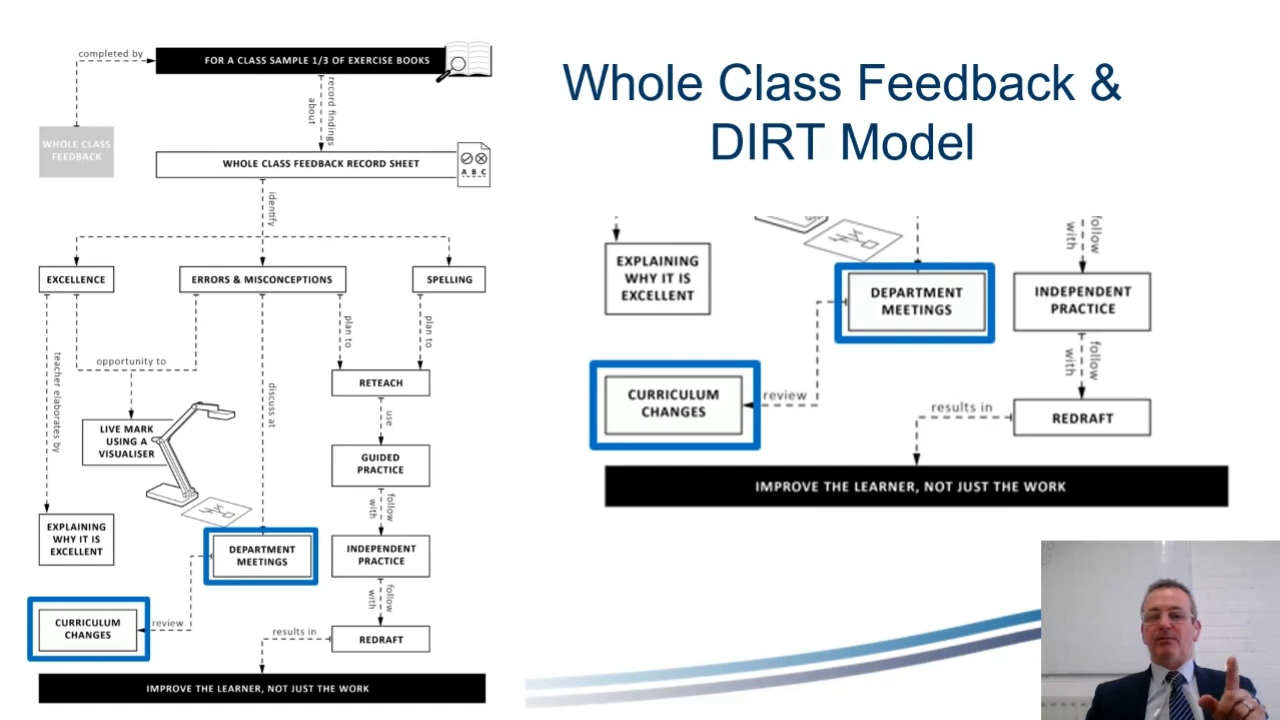 completed by
FOR A CLASS SAMPLE 1/3 OF EXERCISE BOOKS
record findings
about
WHOLE CLASS
FEEDBACK
WHOLE CLASS FEEDBACK RECORD SHEET
A B C
identify
EXCELLENCE
ERRORS & MISCONCEPTIONS
SPELLING
teacher elaborates by
opportunity to
discuss at
plan to
plan to
RETEACH
use
LIVE MARK
USING A
VISUALISER
GUIDED
PRACTICE
follow
with
EXPLAINING
WHY IT IS
EXCELLENT
DEPARTMENT
MEETINGS
INDEPENDENT
PRACTICE
follow
with
CURRICULUM
CHANGES
review
results in
REDRAFT
IMPROVE THE LEARNER, NOT JUST THE WORK
Whole Class Feedback &
DIRT Model
follow
with
EXPLAINING
WHY IT IS
EXCELLENT
DEPARTMENT
MEETINGS
INDEPENDENT
PRACTICE
follow
with
CURRICULUM
CHANGES
review
results in
REDRAFT
IMPROVE THE LEARNER, NOT JUST THE WORK